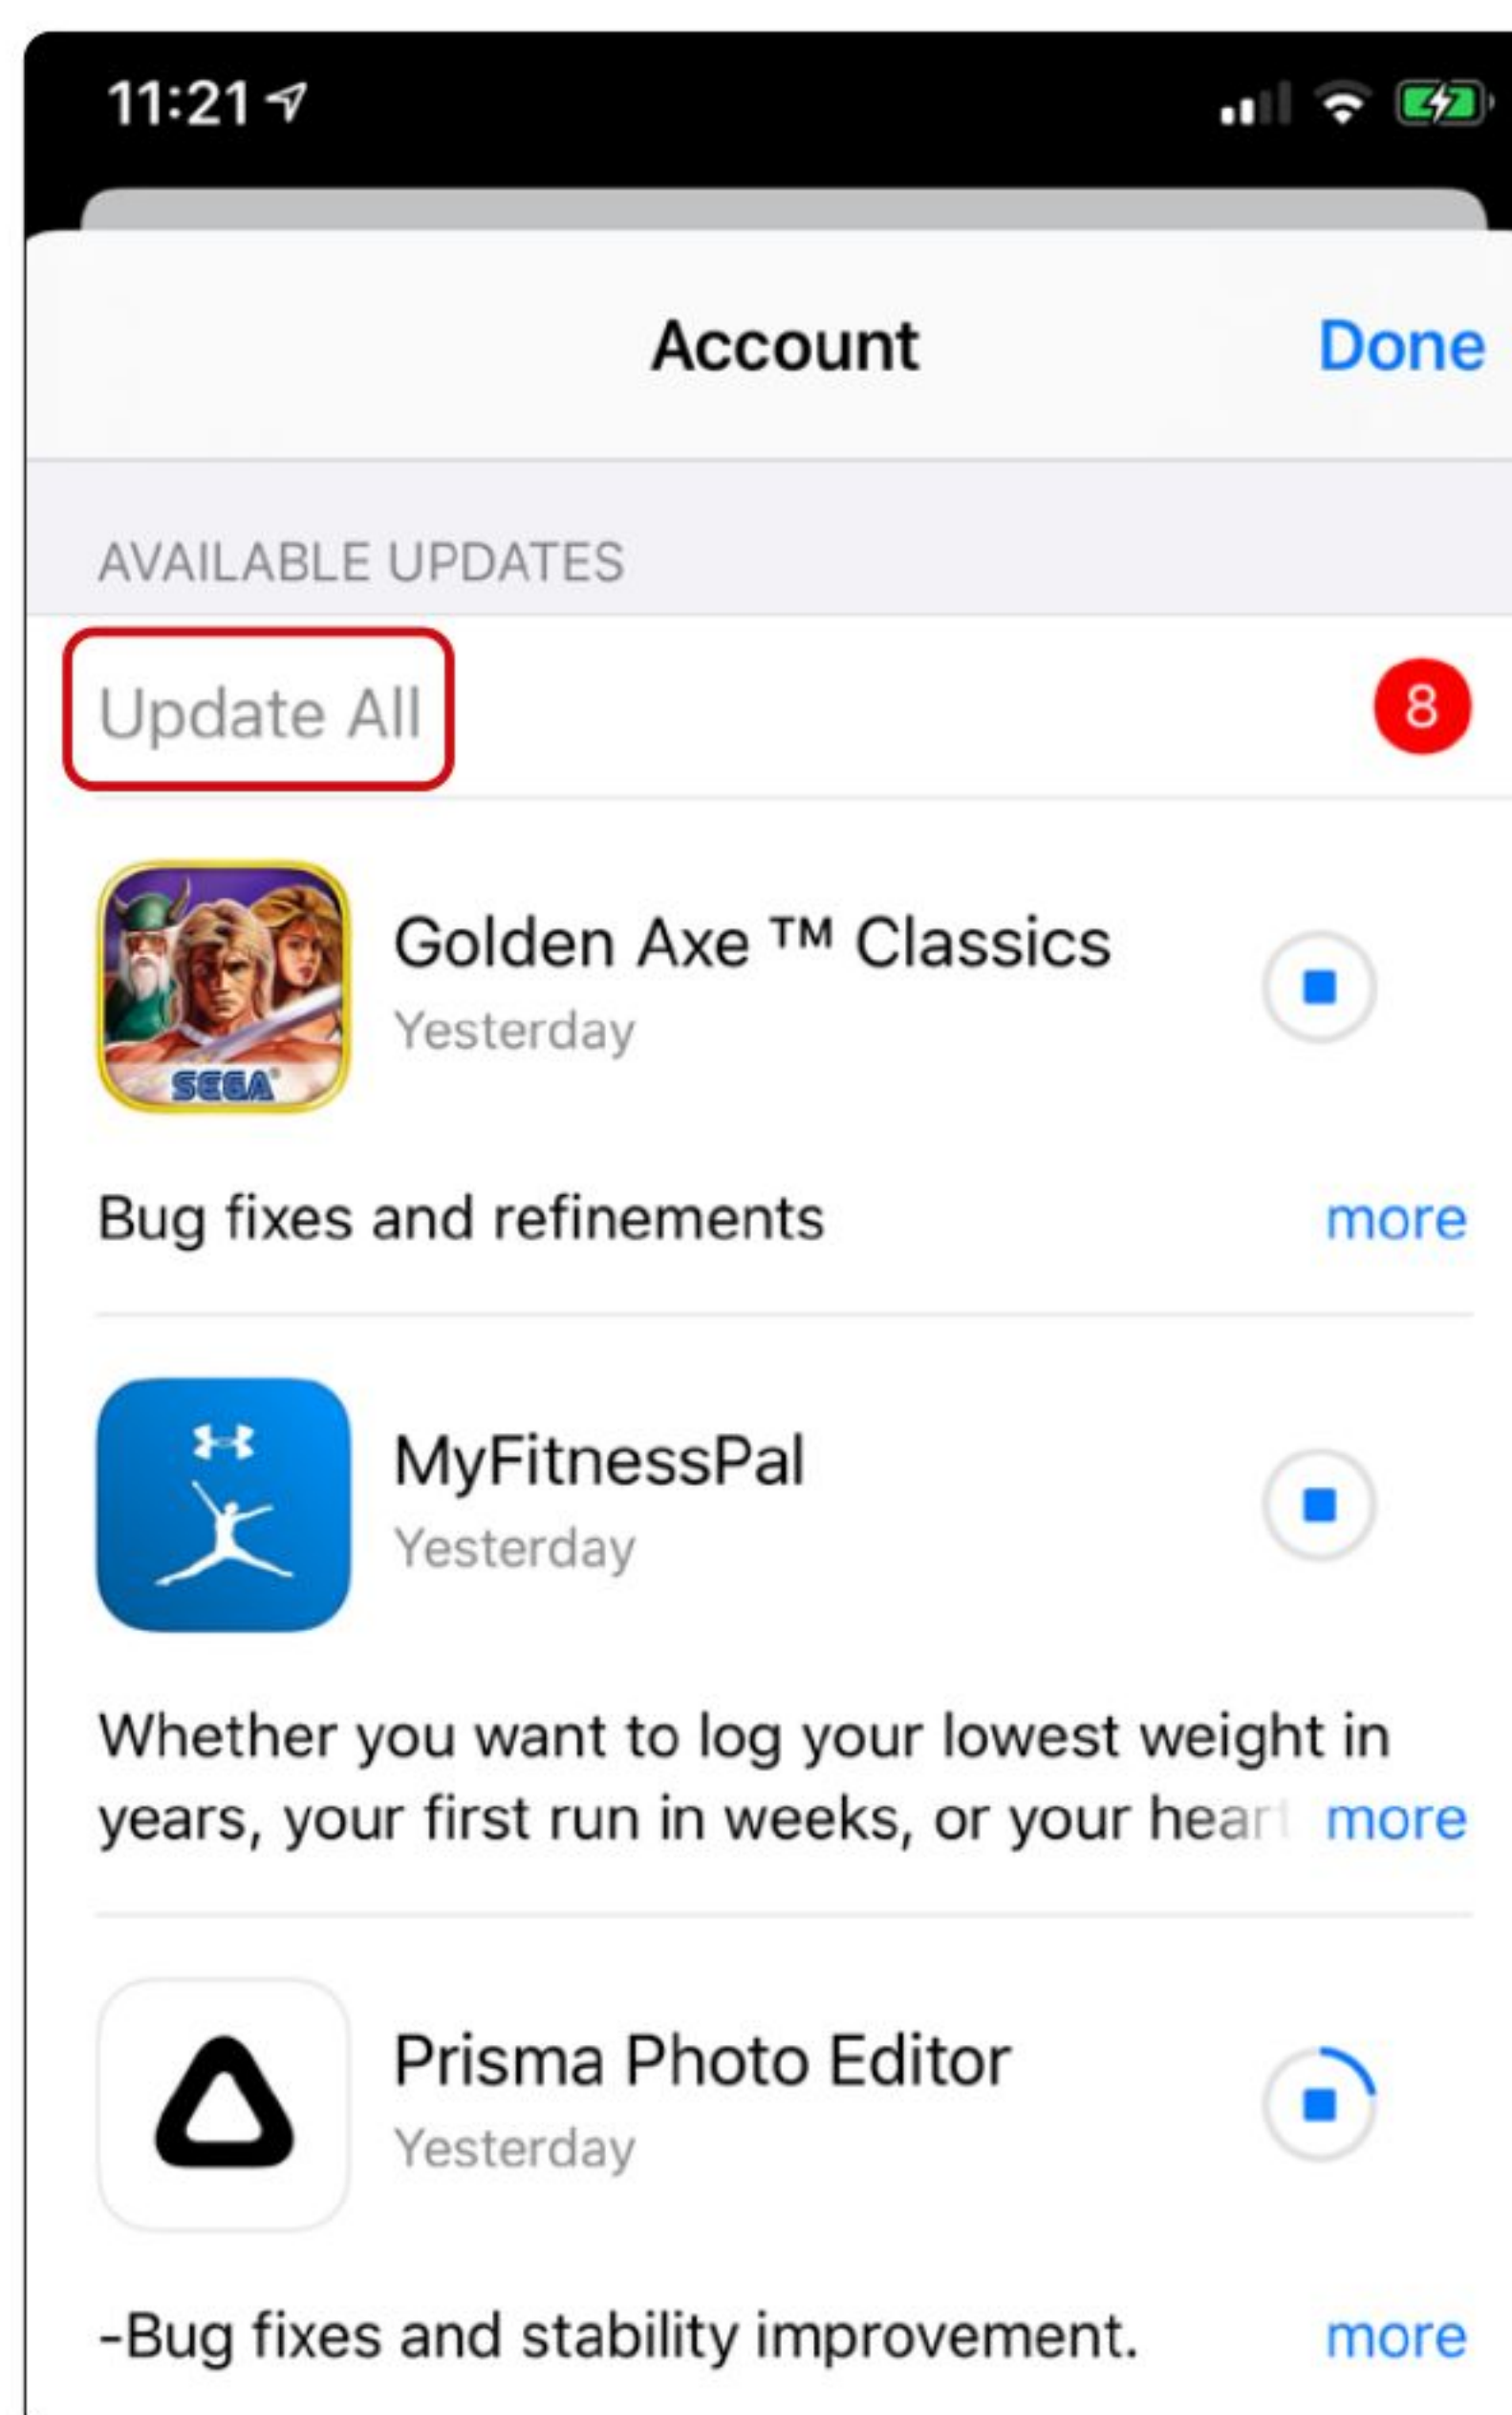 11:21
Account
Done
AVAILABLE UPDATES
Update All
8
Golden Axe ™ Classics
Yesterday
SEGA®
Bug fixes and refinements
more
MyFitnessPal
Yesterday
Whether you want to log your lowest weight in
years, your first run in weeks, or your heart more
Prisma Photo Editor
Yesterday
-Bug fixes and stability improvement.
more